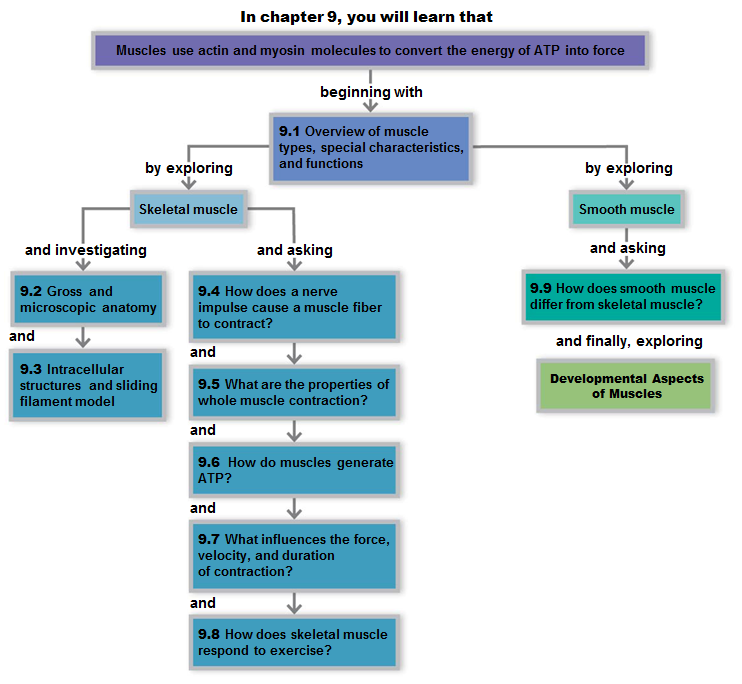 In chapter 9, you will learn that
Muscles use actin and myosin molecules to convert the energy of ATP into force
beginning with
9.1 Overview of muscle
types, special characteristics,
and functions
by exploring
Skeletal muscle
and investigating
9.2 Gross and
microscopic anatomy
and
9.3 Intracellular
structures and sliding
filament model
and asking
9.4 How does a nerve
impulse cause a muscle fiber
to contract?
and
9.5 What are the properties of
whole muscle contraction?
and
9.6 How do muscles generate
ATP?
and
9.7 What influences the force,
velocity, and duration
of contraction?
and
9.8 How does skeletal muscle
respond to exercise?
by exploring
Smooth muscle
and asking
9.9 How does smooth muscle
differ from skeletal muscle?
and finally, exploring
Developmental Aspects
of Muscles